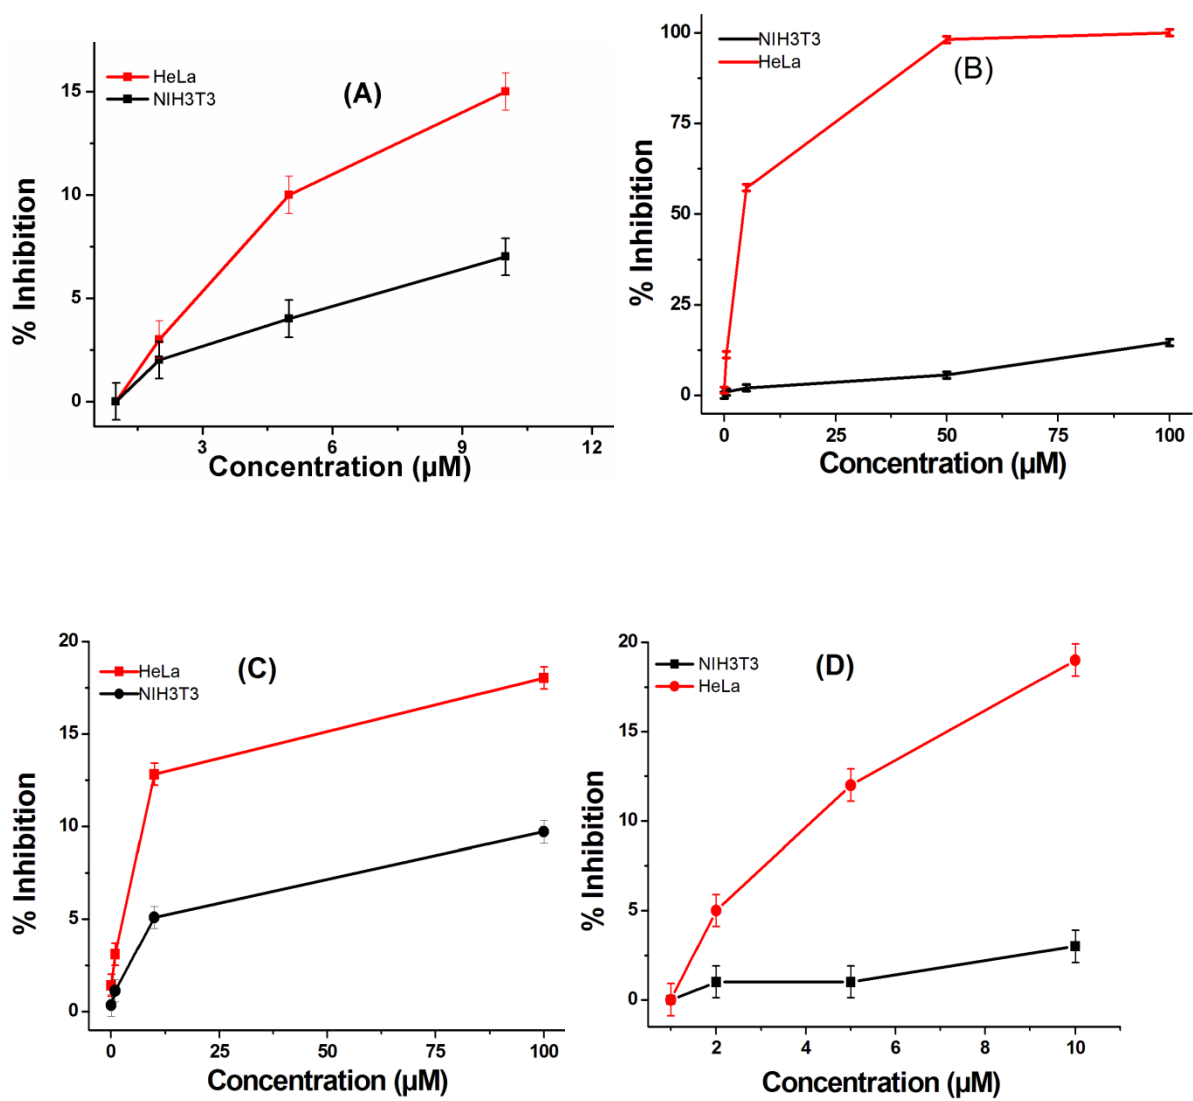 HeLa
NIH3T3
(A)
15
10
5
0
% Inhibition
3
6
9
12
Concentration (µM)
NIH3T3
HeLa
(B)
100
75
50
25
0
% Inhibition
0
25
50
75
100
Concentration (µM)
HeLa
NIH3T3
(C)
20
15
10
5
0
% Inhibition
0
25
50
75
100
Concentration (µM)
NIH3T3
HeLa
(D)
20
15
10
5
0
% Inhibition
2
4
6
8
10
Concentration (µM)